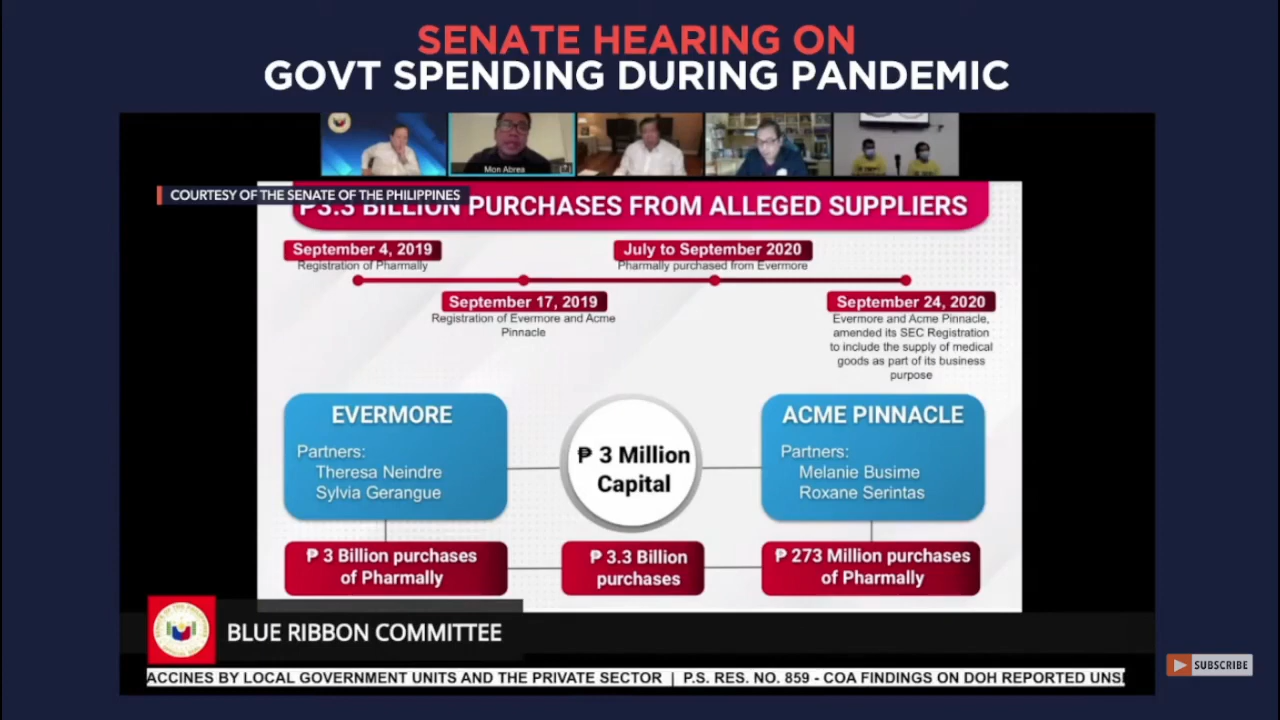 SENATE HEARING ON
GOVT SPENDING DURING PANDEMIC
Mon Abrea
COURTESY OF THE SENATE OF THE PHILIPPINES
₱3.3 BILLION PURCHASES FROM ALLEGED SUPPLIERS
September 4, 2019
Registration of Pharmally
July to September 2020
Pharmally purchased from Evermore
September 17, 2019
Registration of Evermore and Acme
Pinnacle
September 24, 2020
Evermore and Acme Pinnacle,
amended its SEC Registration
to include the supply of medical
goods as part of its business
purpose
EVERMORE
Partners:
Theresa Neindre
Sylvia Gerangue
₱ 3 Million
Capital
ACME PINNACLE
Partners:
Melanie Busime
Roxane Serintas
₱ 3 Billion purchases
of Pharmally
₱ 3.3 Billion
purchases
₱ 273 Million purchases
of Pharmally
BLUE RIBBON COMMITTEE
SUBSCRIBE
ACCINES BY LOCAL GOVERNMENT UNITS AND THE PRIVATE SECTOR | P.S. RES. NO. 859 - COA FINDINGS ON DOH REPORTED UNS